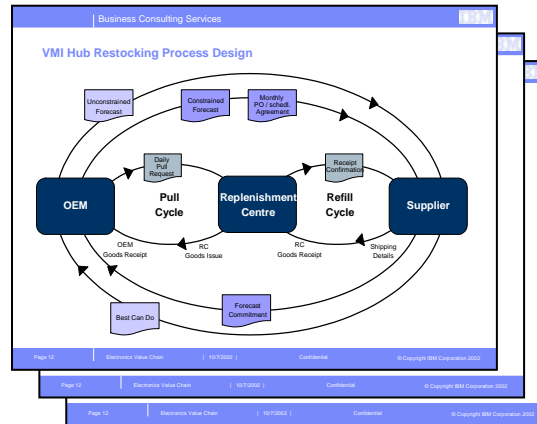 Business Consulting Services
IBM
VMI Hub Restocking Process Design
Unconstrained
Forecast
Constrained
Forecast
Monthly
PO / schedl.
Agreement
Daily
Pull
Request
Receipt
Confirmation
OEM
Pull
Cycle
Replenishment
Centre
Refill
Cycle
Supplier
OEM
Goods Receipt
RC
Goods Issue
RC
Goods Receipt
Shipping
Details
Best Can Do
Forecast
Commitment
Page 12 | Electronics Value Chain | 10/7/2002 | Confidential © Copyright IBM Corporation 2002
Page 12 | Electronics Value Chain | 10/7/2002 | Confidential © Copyright IBM Corporation 2002
Page 12 | Electronics Value Chain | 10/7/2002 | Confidential © Copyright IBM Corporation 2002